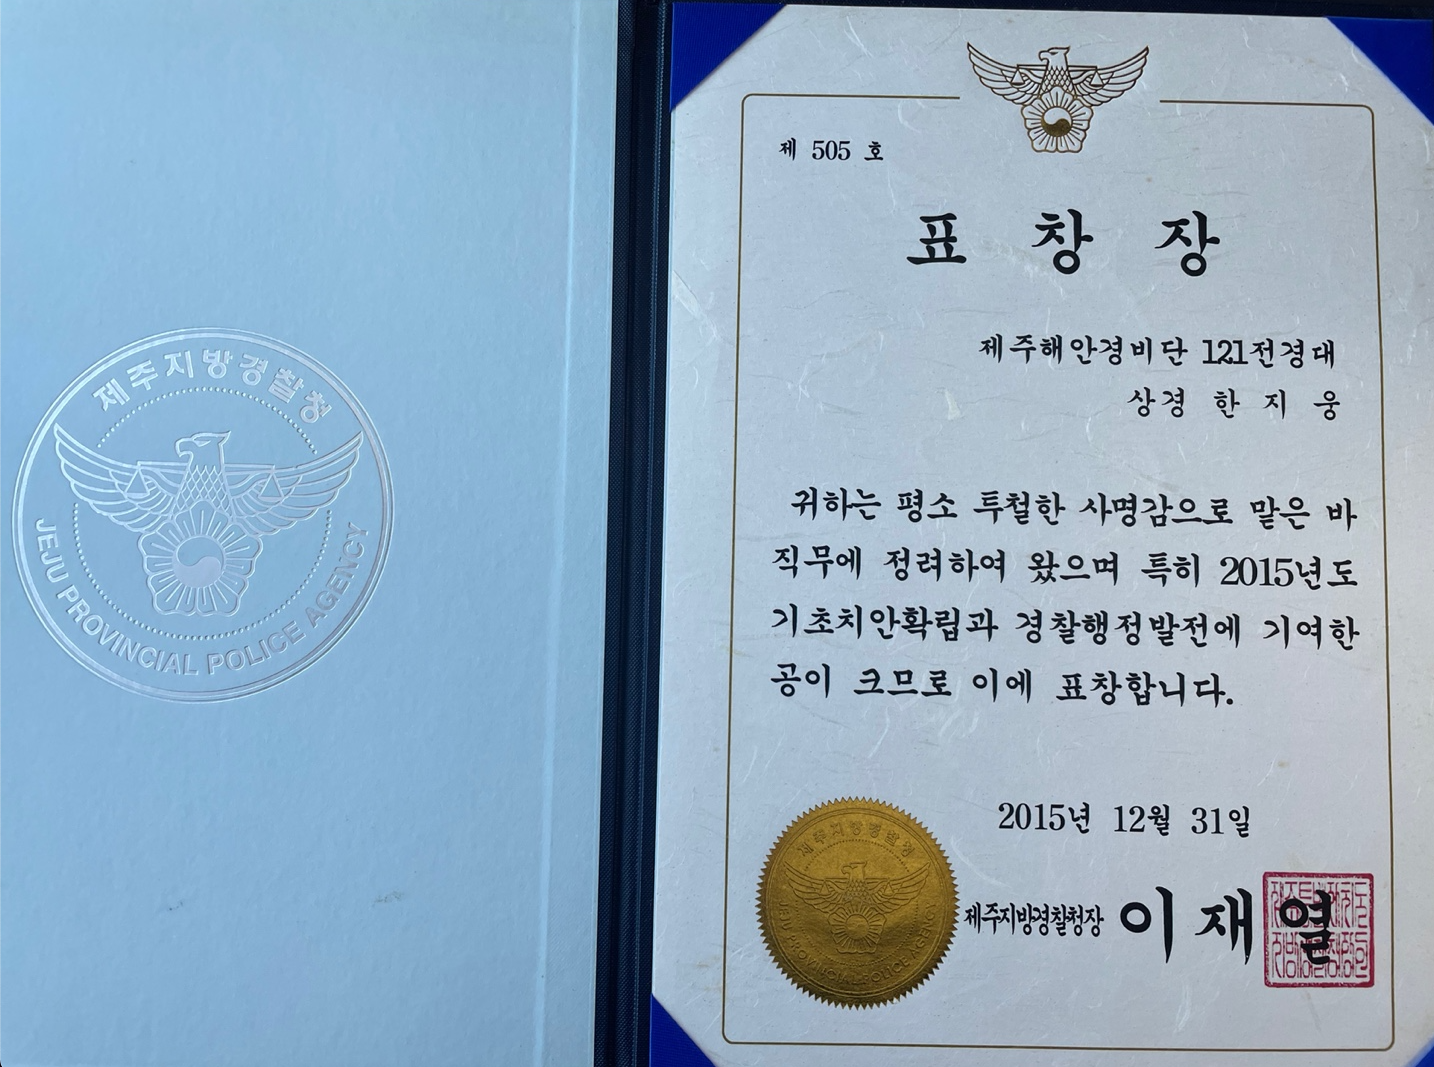 제주지방경찰청
JEJU PROVINCIAL POLICE AGENCY
제 505 호
표 창 장
제주해안경비단 121전경대
상경 한 지 웅
귀하는 평소 투철한 사명감으로 맡은 바
직무에 정려하여 왔으며 특히 2015년도
기초치안확립과 경찰행정발전에 기여한
공이 크므로 이에 표창합니다.
2015년 12월 31일
제주지방경찰청
JEJU PROVINCIAL POLICE AGENCY
제주지방경찰청장 이 재 열